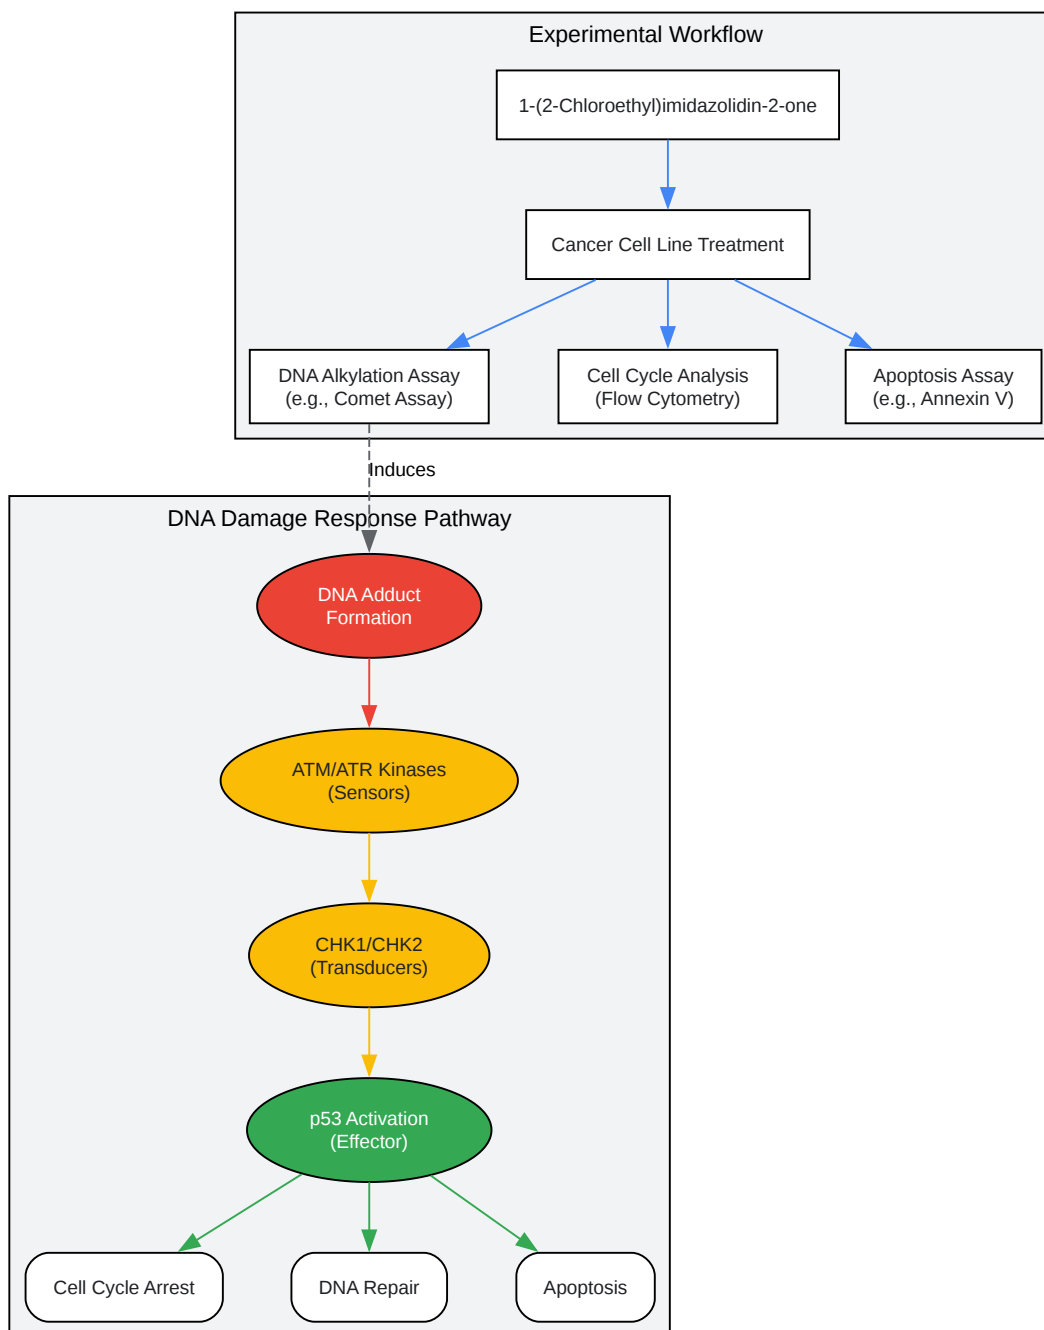 Experimental Workflow
1-(2-Chloroethyl)imidazolidin-2-one
Cancer Cell Line Treatment
DNA Alkylation Assay
(e.g., Comet Assay)
Cell Cycle Analysis
(Flow Cytometry)
Apoptosis Assay
(e.g., Annexin V)
Induces
DNA Damage Response Pathway
DNA Adduct
Formation
ATM/ATR Kinases
(Sensors)
CHK1/CHK2
(Transducers)
p53 Activation
(Effector)
Cell Cycle Arrest
DNA Repair
Apoptosis